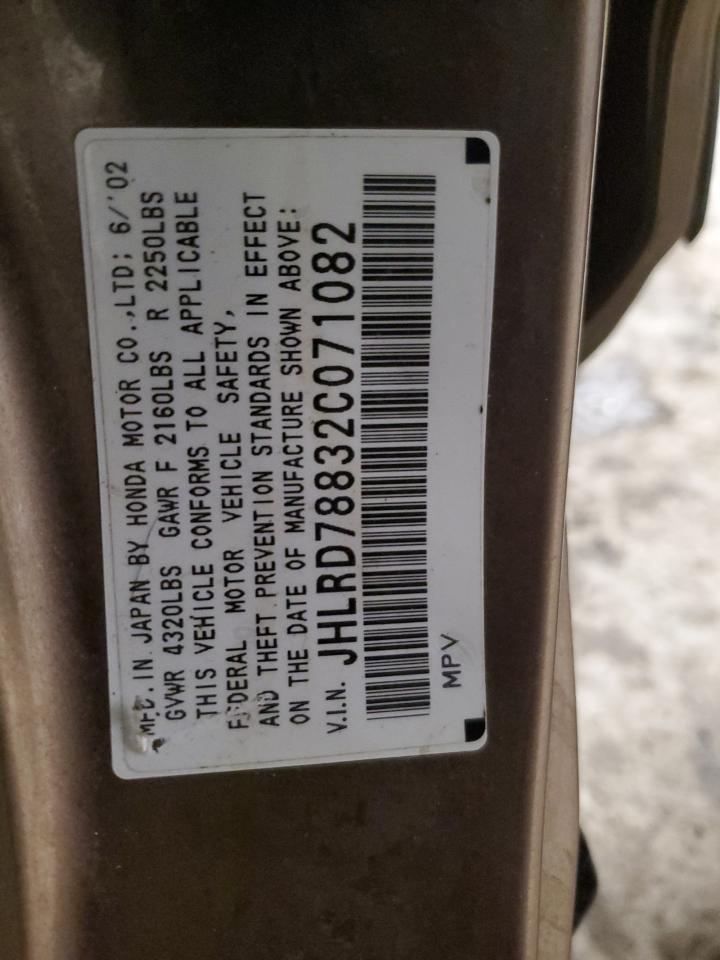 MFD. IN JAPAN BY HONDA MOTOR CO.,LTD; 6/'02
GVWR 4320LBS GAWR F 2160LBS R 2250LBS
THIS VEHICLE CONFORMS TO ALL APPLICABLE
FEDERAL MOTOR VEHICLE SAFETY,
AND THEFT PREVENTION STANDARDS IN EFFECT
ON THE DATE OF MANUFACTURE SHOWN ABOVE:
V.I.N. JHLRD78832C071082
MPV